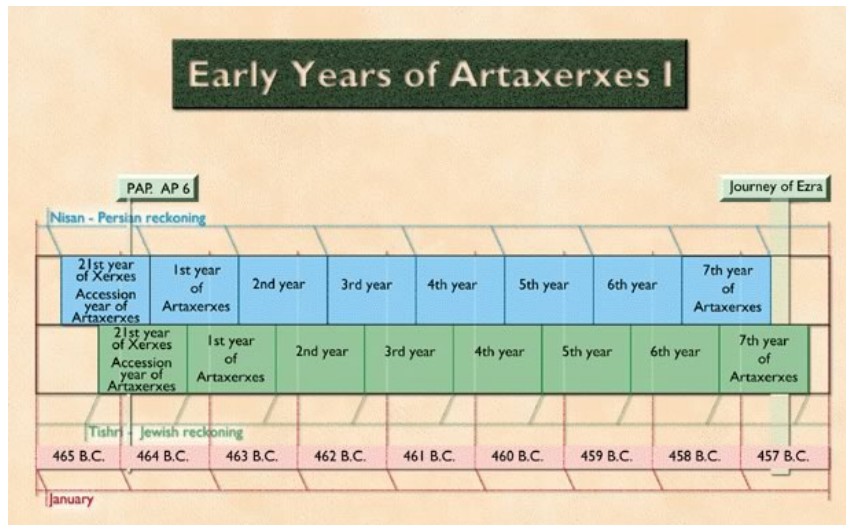 Early Years of Artaxerxes I
PAP. AP 6
Journey of Ezra
Nisan - Persian reckoning
21st year
of Xerxes
Accession
year of
Artaxerxes
1st year
of
Artaxerxes
2nd year
3rd year
4th year
5th year
6th year
7th year
of
Artaxerxes
21st year
of Xerxes
Accession
year of
Artaxerxes
1st year
of
Artaxerxes
2nd year
3rd year
4th year
5th year
6th year
7th year
of
Artaxerxes
Tishri - Jewish reckoning
465 B.C. 464 B.C. 463 B.C. 462 B.C. 461 B.C. 460 B.C. 459 B.C. 458 B.C. 457 B.C.
January